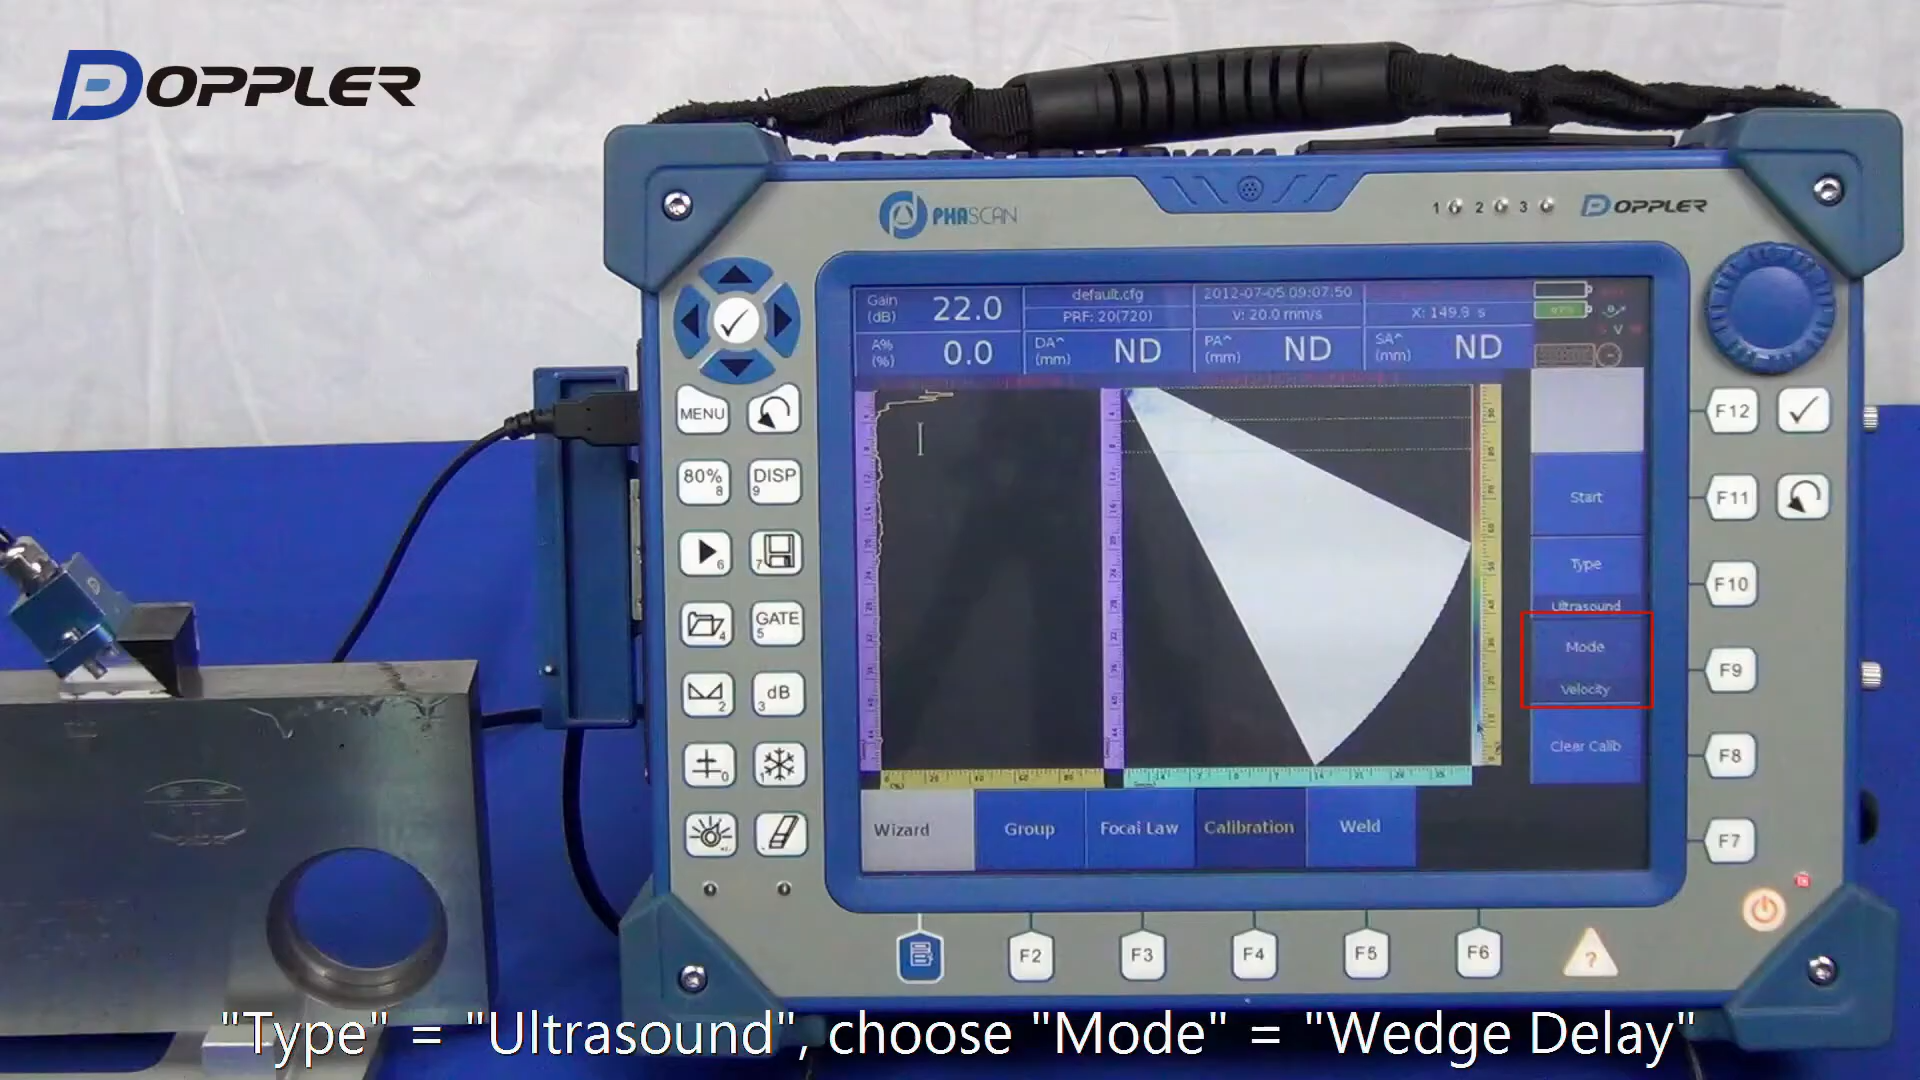 DOPPLER
PHASCAN
1 2 3
DOPPLER
Gain (dB) 22.0
default.cfg
PRF: 20(720)
2012-07-05 09:07:50
V: 20.0 mm/s
X: 149.9 s
A% (%) 0.0
DA^ (mm) ND
PA^ (mm) ND
SA^ (mm) ND
MENU
80% 8
DISP 9
6
7
4
GATE 5
2
dB 3
0
1
Start
Type
Ultrasound
Mode
Velocity
Clear Calib
F12
F11
F10
F9
F8
F7
Wizard
Group
Focal Law
Calibration
Weld
F2
F3
F4
F5
F6
?
"Type" = "Ultrasound", choose "Mode" = "Wedge Delay"